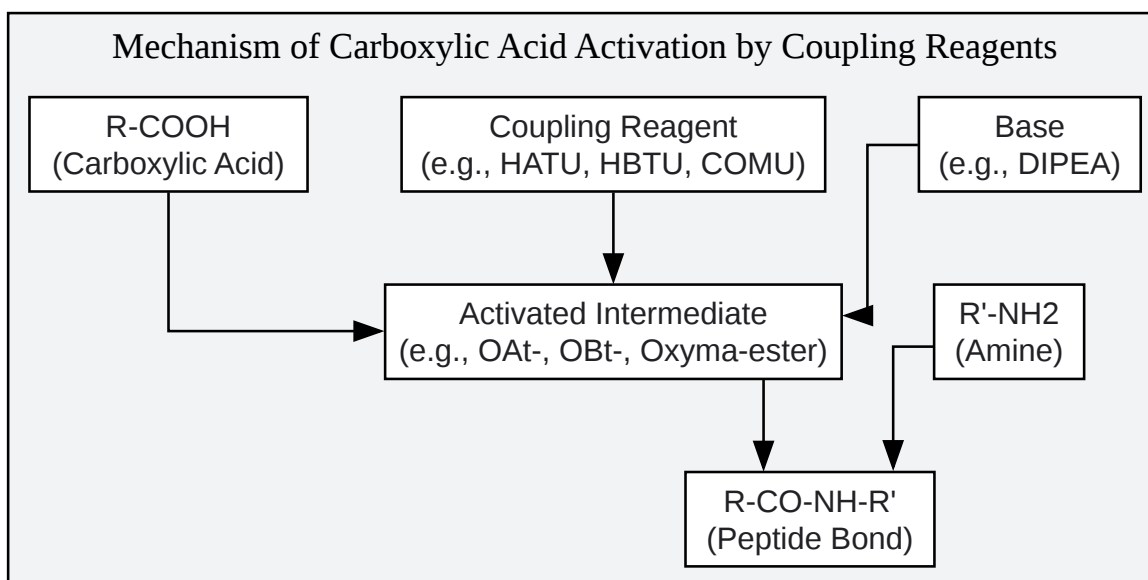 Mechanism of Carboxylic Acid Activation by Coupling Reagents
R-COOH
(Carboxylic Acid)
Coupling Reagent
(e.g., HATU, HBTU, COMU)
Base
(e.g., DIPEA)
Activated Intermediate
(e.g., OAt-, OBt-, Oxyma-ester)
R'-NH2
(Amine)
R-CO-NH-R'
(Peptide Bond)